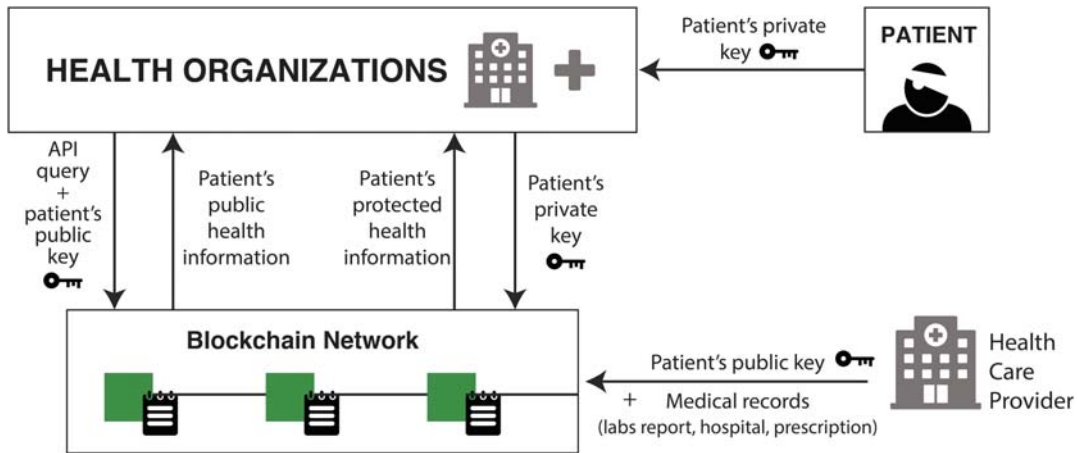 HEALTH ORGANIZATIONS
Patient's private
key
PATIENT
API
query
+
patient's
public
key
Patient's
public
health
information
Patient's
protected
health
information
Patient's
private
key
Blockchain Network
Patient's public key
+ Medical records
(labs report, hospital, prescription)
Health
Care
Provider